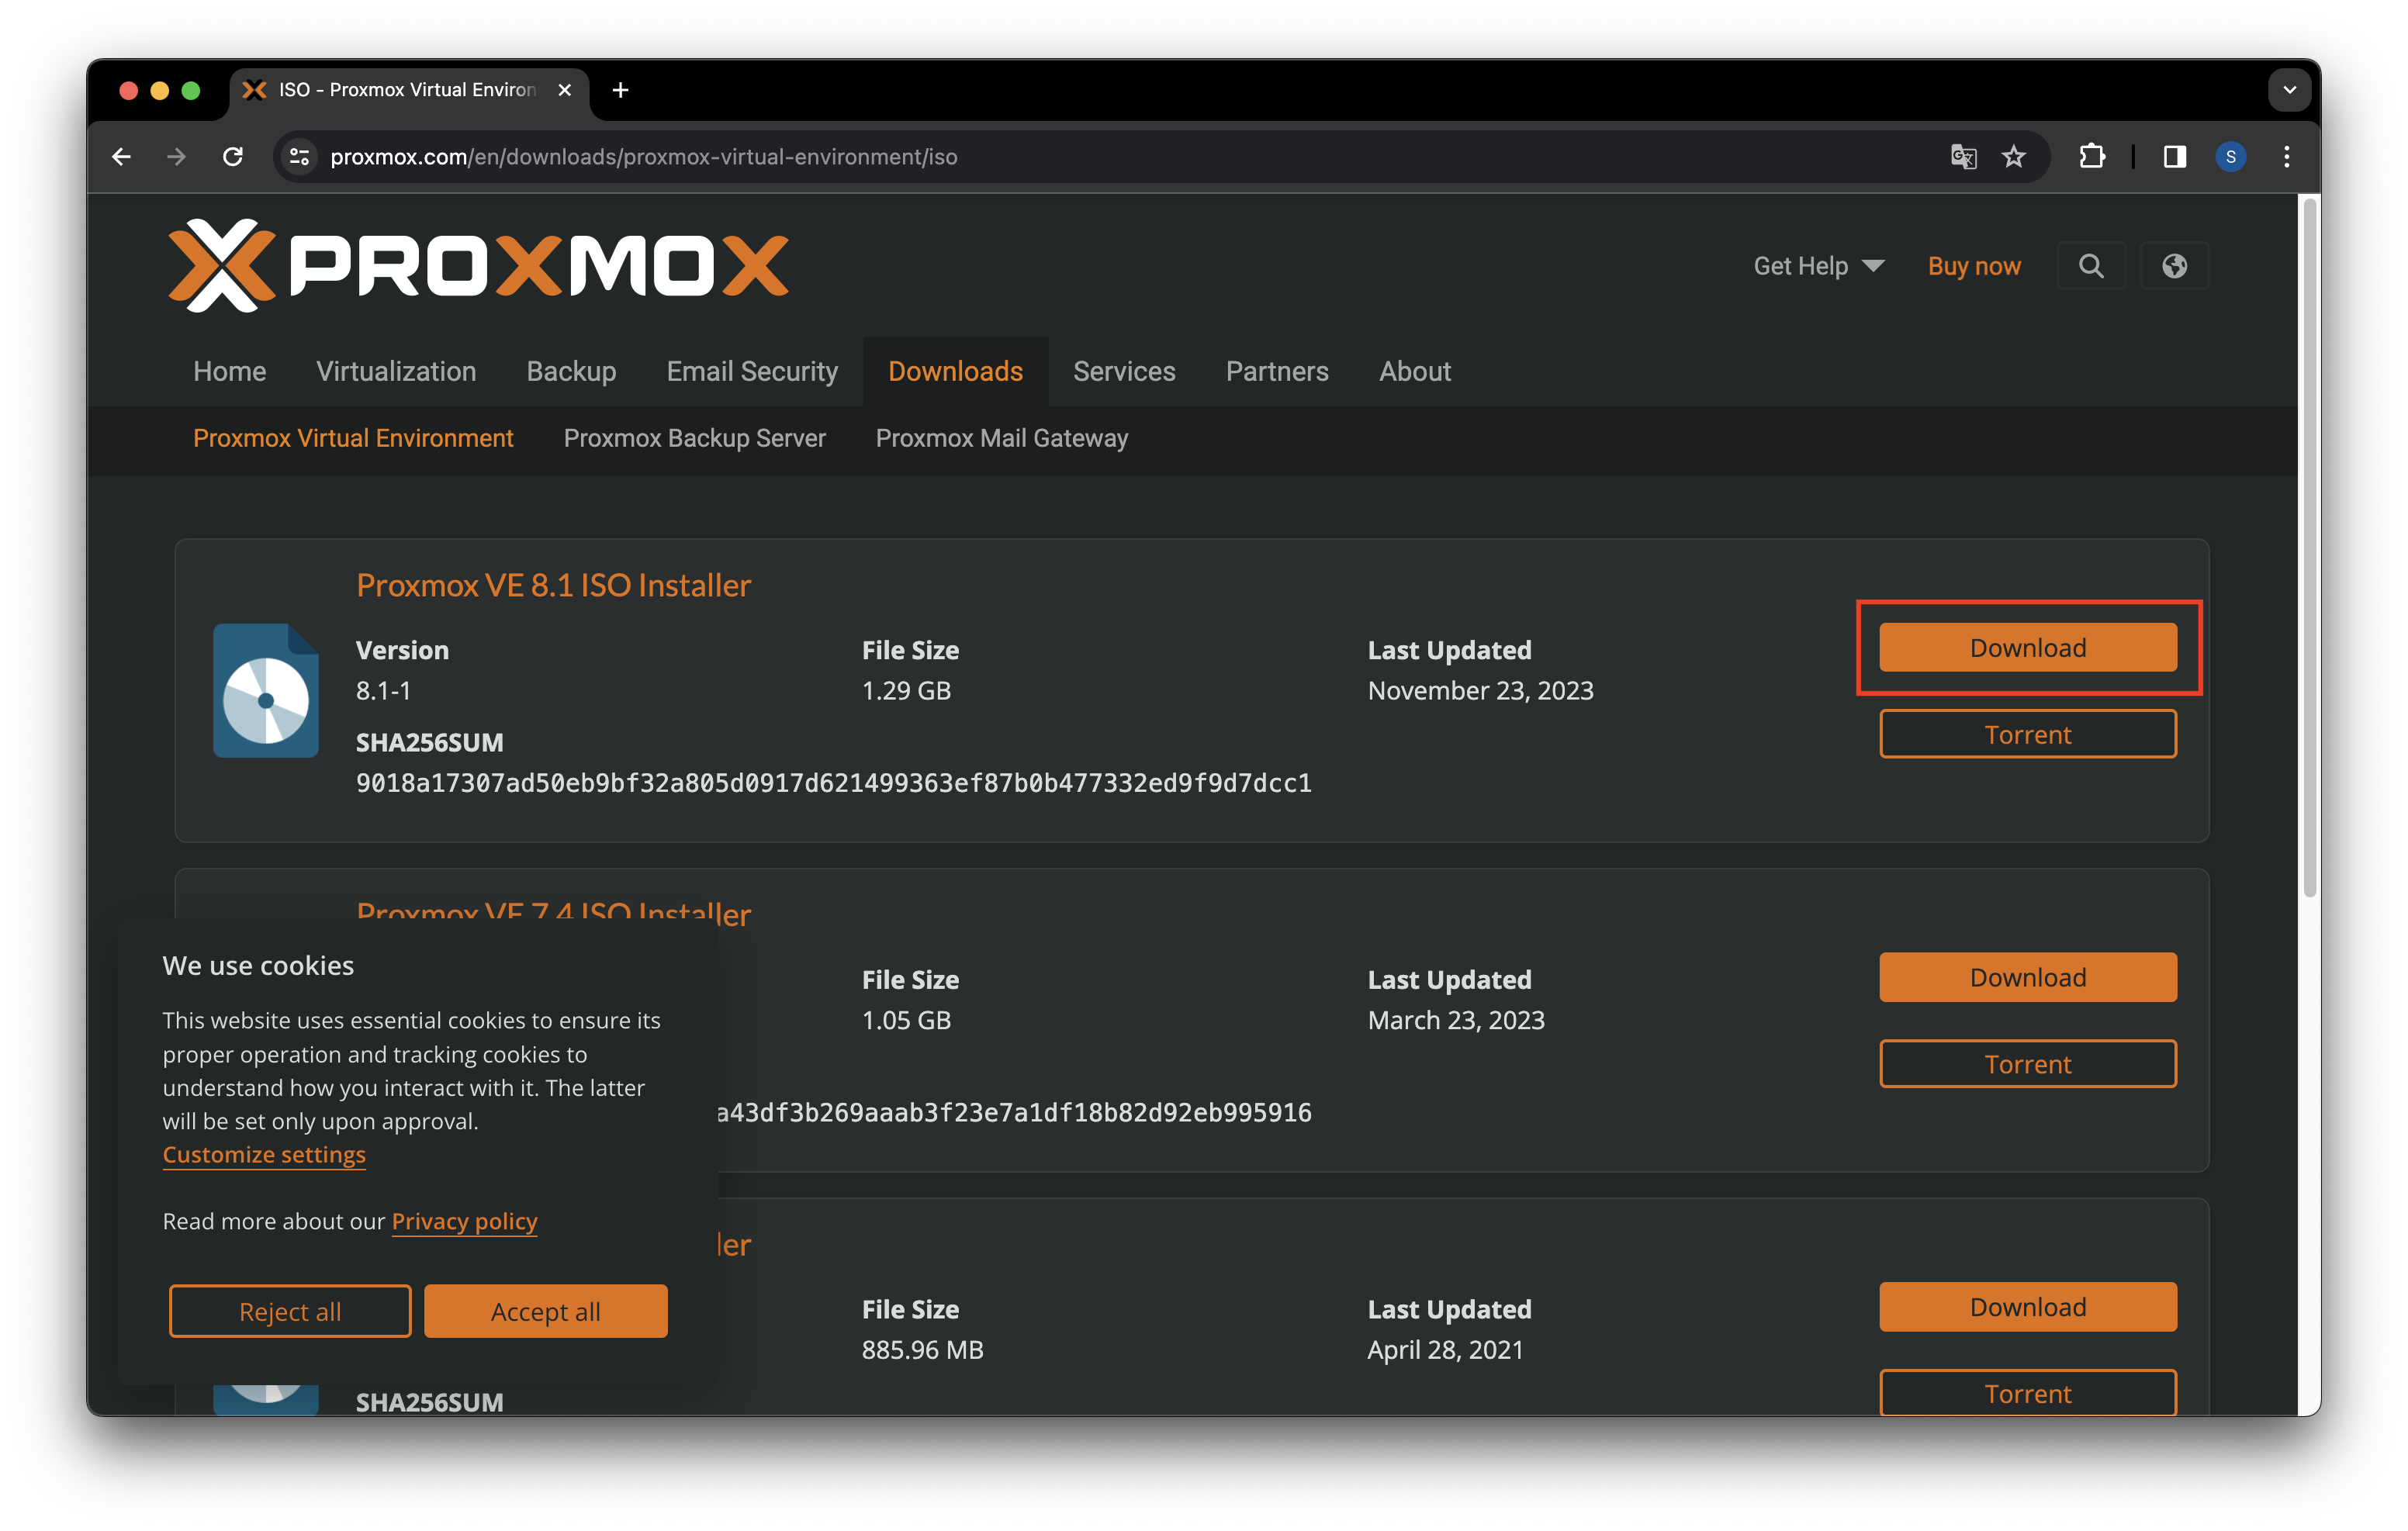 ISO - Proxmox Virtual Environ
proxmox.com/en/downloads/proxmox-virtual-environment/iso
S
PROXMOX
Get Help
Buy now
Home Virtualization Backup Email Security Downloads Services Partners About
Proxmox Virtual Environment Proxmox Backup Server Proxmox Mail Gateway
Proxmox VE 8.1 ISO Installer
Version File Size Last Updated
8.1-1 1.29 GB November 23, 2023
Download
Torrent
SHA256SUM
9018a17307ad50eb9bf32a805d0917d621499363ef87b0b477332ed9f9d7dcc1
Proxmox VE 7.4 ISO Installer
File Size Last Updated
1.05 GB March 23, 2023
Download
Torrent
a43df3b269aaab3f23e7a1df18b82d92eb995916
ler
File Size Last Updated
885.96 MB April 28, 2021
Download
Torrent
SHA256SUM
We use cookies
This website uses essential cookies to ensure its
proper operation and tracking cookies to
understand how you interact with it. The latter
will be set only upon approval.
Customize settings
Read more about our Privacy policy
Reject all Accept all